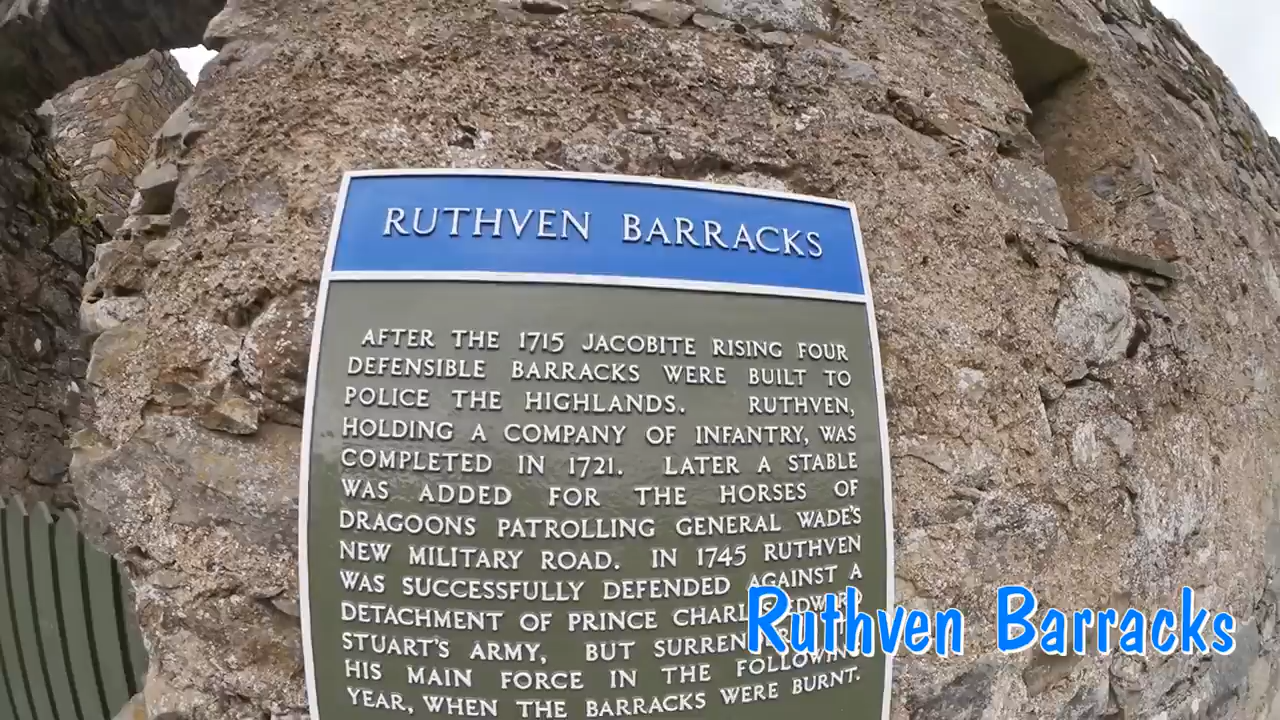 RUTHVEN BARRACKS
AFTER THE 1715 JACOBITE RISING FOUR
DEFENSIBLE BARRACKS WERE BUILT TO
POLICE THE HIGHLANDS. RUTHVEN,
HOLDING A COMPANY OF INFANTRY, WAS
COMPLETED IN 1721. LATER A STABLE
WAS ADDED FOR THE HORSES OF
DRAGOONS PATROLLING GENERAL WADE'S
NEW MILITARY ROAD. IN 1745 RUTHVEN
WAS SUCCESSFULLY DEFENDED AGAINST A
DETACHMENT OF PRINCE
STUART'S ARMY, BUT
HIS MAIN FORCE IN THE FOLLOWING
YEAR, WHEN THE BARRACKS WERE BURNT.
Ruthven Barracks